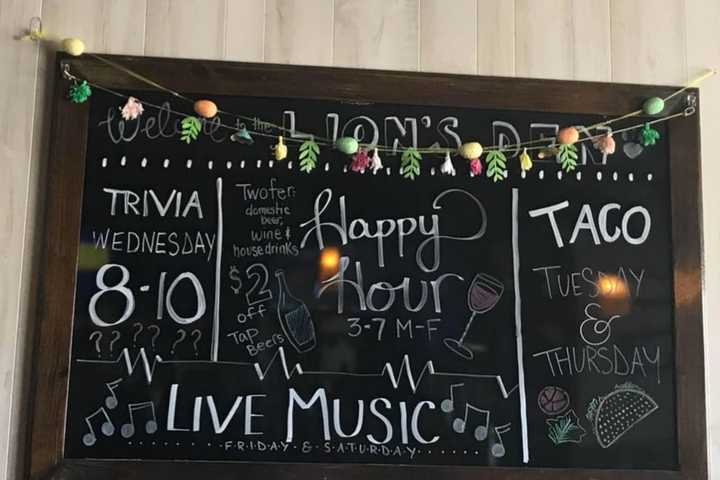 Welcome to the LION'S DEN
TRIVIA
WEDNESDAY
8-10
? ? ? ? ?
Twofer:
domestic
beer,
wine &
house drinks
$2
off
Tap
Beers
Happy
Hour
3-7 M-F
TACO
TUESDAY
&
THURSDAY
LIVE MUSIC
FRIDAY & SATURDAY